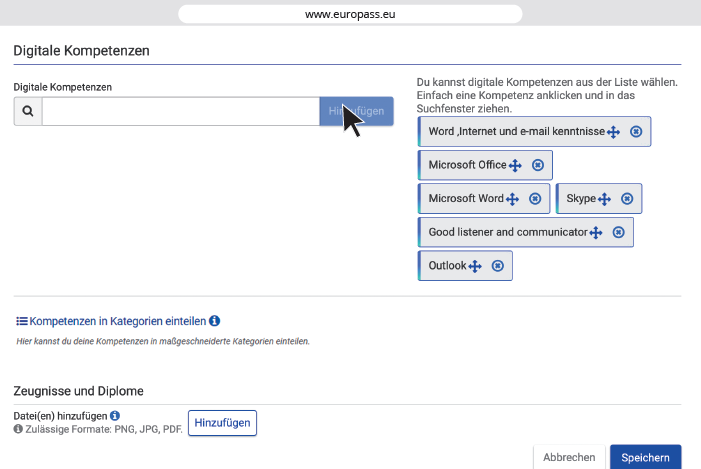 www.europass.eu
Digitale Kompetenzen
Digitale Kompetenzen
Hinzufügen
Du kannst digitale Kompetenzen aus der Liste wählen.
Einfach eine Kompetenz anklicken und in das
Suchfenster ziehen.
Word ,Internet und e-mail kenntnisse
Microsoft Office
Microsoft Word
Skype
Good listener and communicator
Outlook
Kompetenzen in Kategorien einteilen
Hier kannst du deine Kompetenzen in maßgeschneiderte Kategorien einteilen.
Zeugnisse und Diplome
Datei(en) hinzufügen
Zulässige Formate: PNG, JPG, PDF.
Hinzufügen
Abbrechen
Speichern